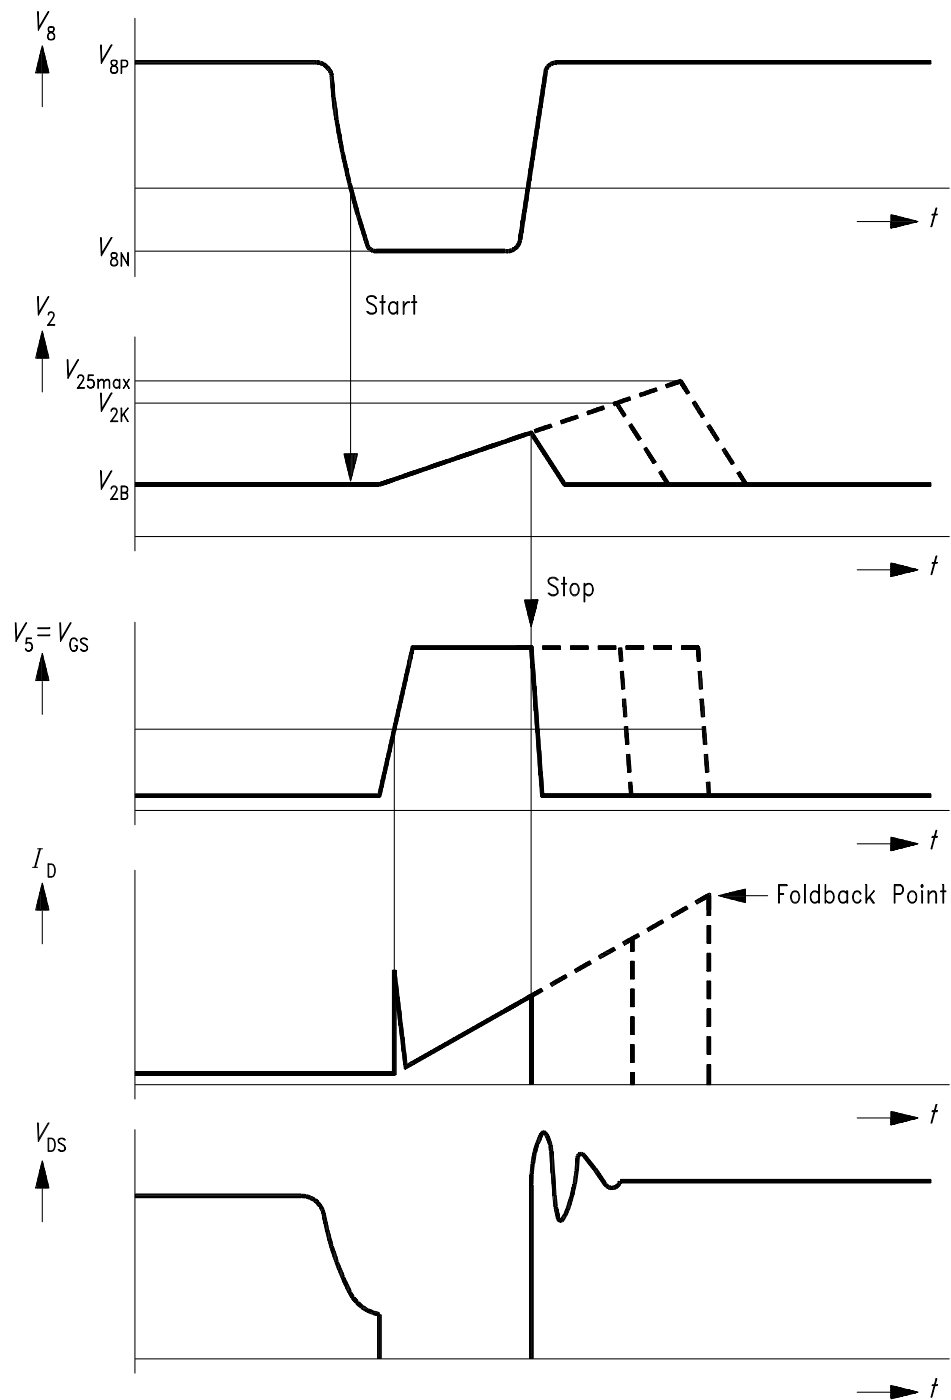 V8
V8P
t
V8N
Start
V2
V25max
V2K
V2B
t
Stop
V5=VGS
t
ID
Foldback Point
t
VDS
t